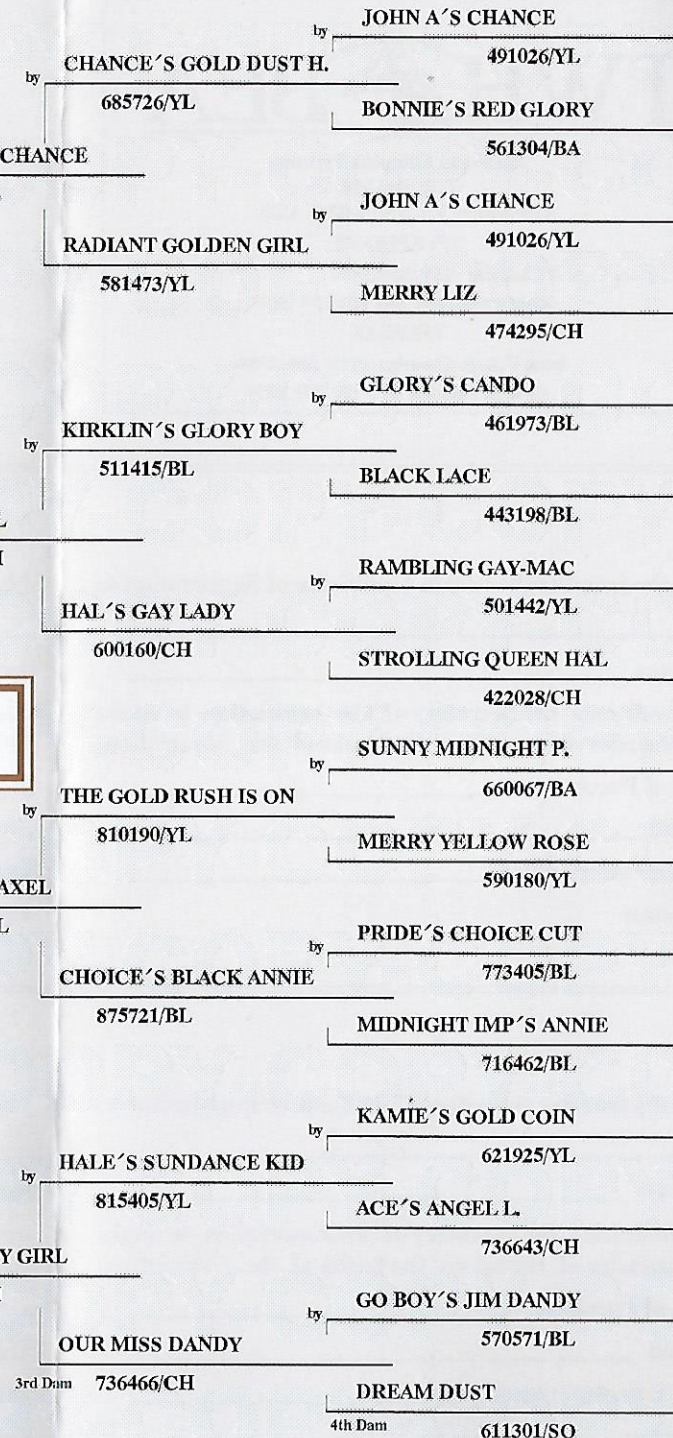 JOHN A´S CHANCE
by
491026/YL
CHANCE´S GOLD DUST H.
by
685726/YL
BONNIE´S RED GLORY
561304/BA
CHANCE
JOHN A´S CHANCE
by
491026/YL
RADIANT GOLDEN GIRL
581473/YL
MERRY LIZ
474295/CH
GLORY´S CANDO
by
461973/BL
KIRKLIN´S GLORY BOY
by
511415/BL
BLACK LACE
443198/BL
L
RAMBLING GAY-MAC
by
501442/YL
HAL´S GAY LADY
600160/CH
STROLLING QUEEN HAL
422028/CH
SUNNY MIDNIGHT P.
by
660067/BA
THE GOLD RUSH IS ON
by
810190/YL
MERRY YELLOW ROSE
590180/YL
AXEL
L
PRIDE´S CHOICE CUT
by
773405/BL
CHOICE´S BLACK ANNIE
875721/BL
MIDNIGHT IMP´S ANNIE
716462/BL
KAMIE´S GOLD COIN
by
621925/YL
HALE´S SUNDANCE KID
by
815405/YL
ACE´S ANGEL L.
736643/CH
Y GIRL
GO BOY´S JIM DANDY
by
570571/BL
OUR MISS DANDY
3rd Dam 736466/CH
DREAM DUST
4th Dam
611301/SO